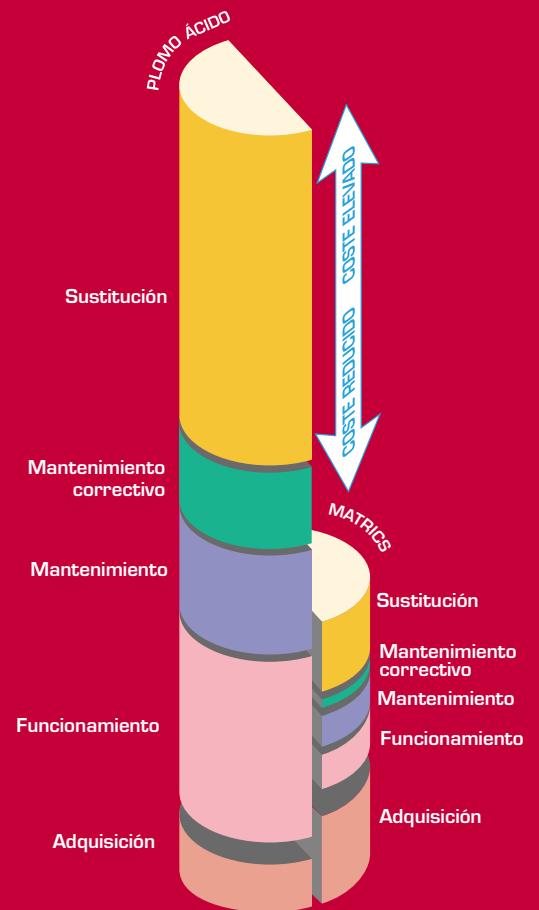 PLOMO ÁCIDO
COSTE ELEVADO
COSTE REDUCIDO
Sustitución
Mantenimiento
correctivo
Mantenimiento
Funcionamiento
Adquisición
MATRICS
Sustitución
Mantenimiento
correctivo
Mantenimiento
Funcionamiento
Adquisición